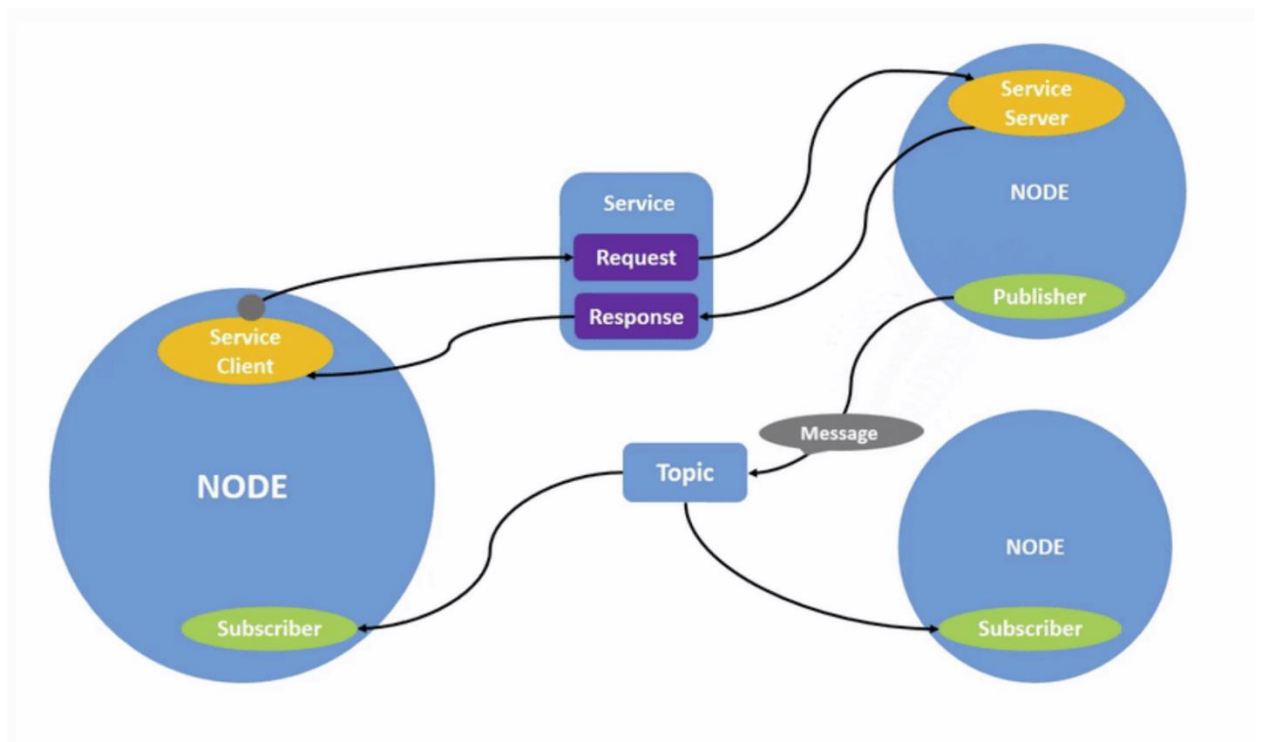 Service
Server
NODE
Service
Request
Publisher
Response
Service
Client
Message
Topic
NODE
NODE
Subscriber
Subscriber